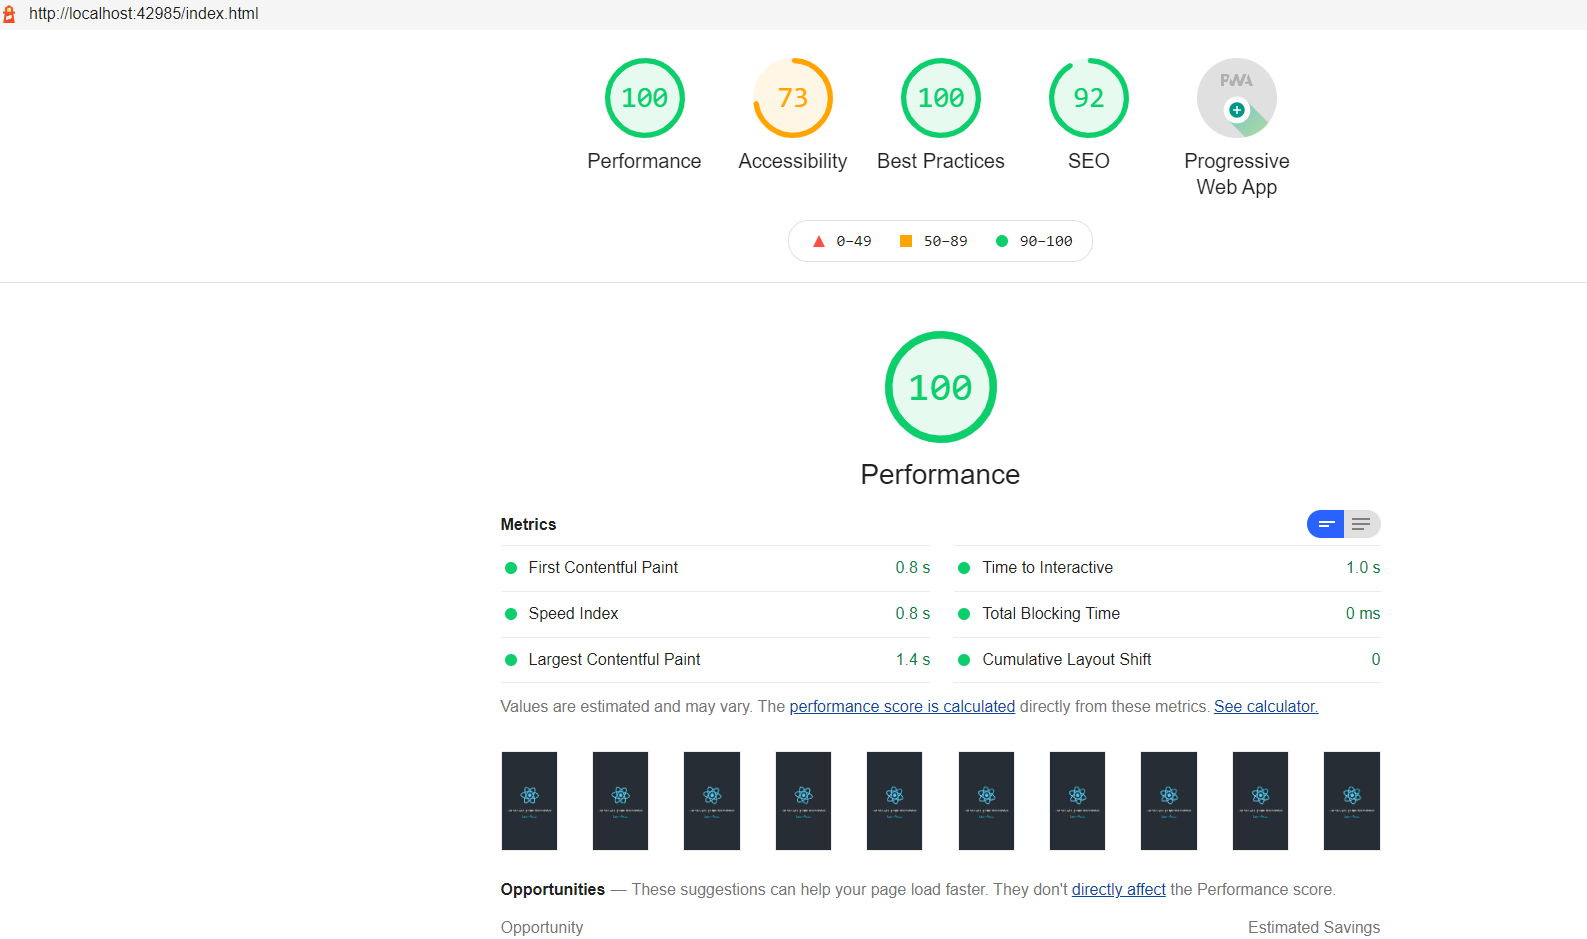 http://localhost:42985/index.html
100
73
100
92
PWA
Performance
Accessibility
Best Practices
SEO
Progressive
Web App
0–49
50–89
90–100
100
Performance
Metrics
First Contentful Paint 0.8 s
Time to Interactive 1.0 s
Speed Index 0.8 s
Total Blocking Time 0 ms
Largest Contentful Paint 1.4 s
Cumulative Layout Shift 0
Values are estimated and may vary. The performance score is calculated directly from these metrics. See calculator.
Opportunities — These suggestions can help your page load faster. They don't directly affect the Performance score.
Opportunity Estimated Savings